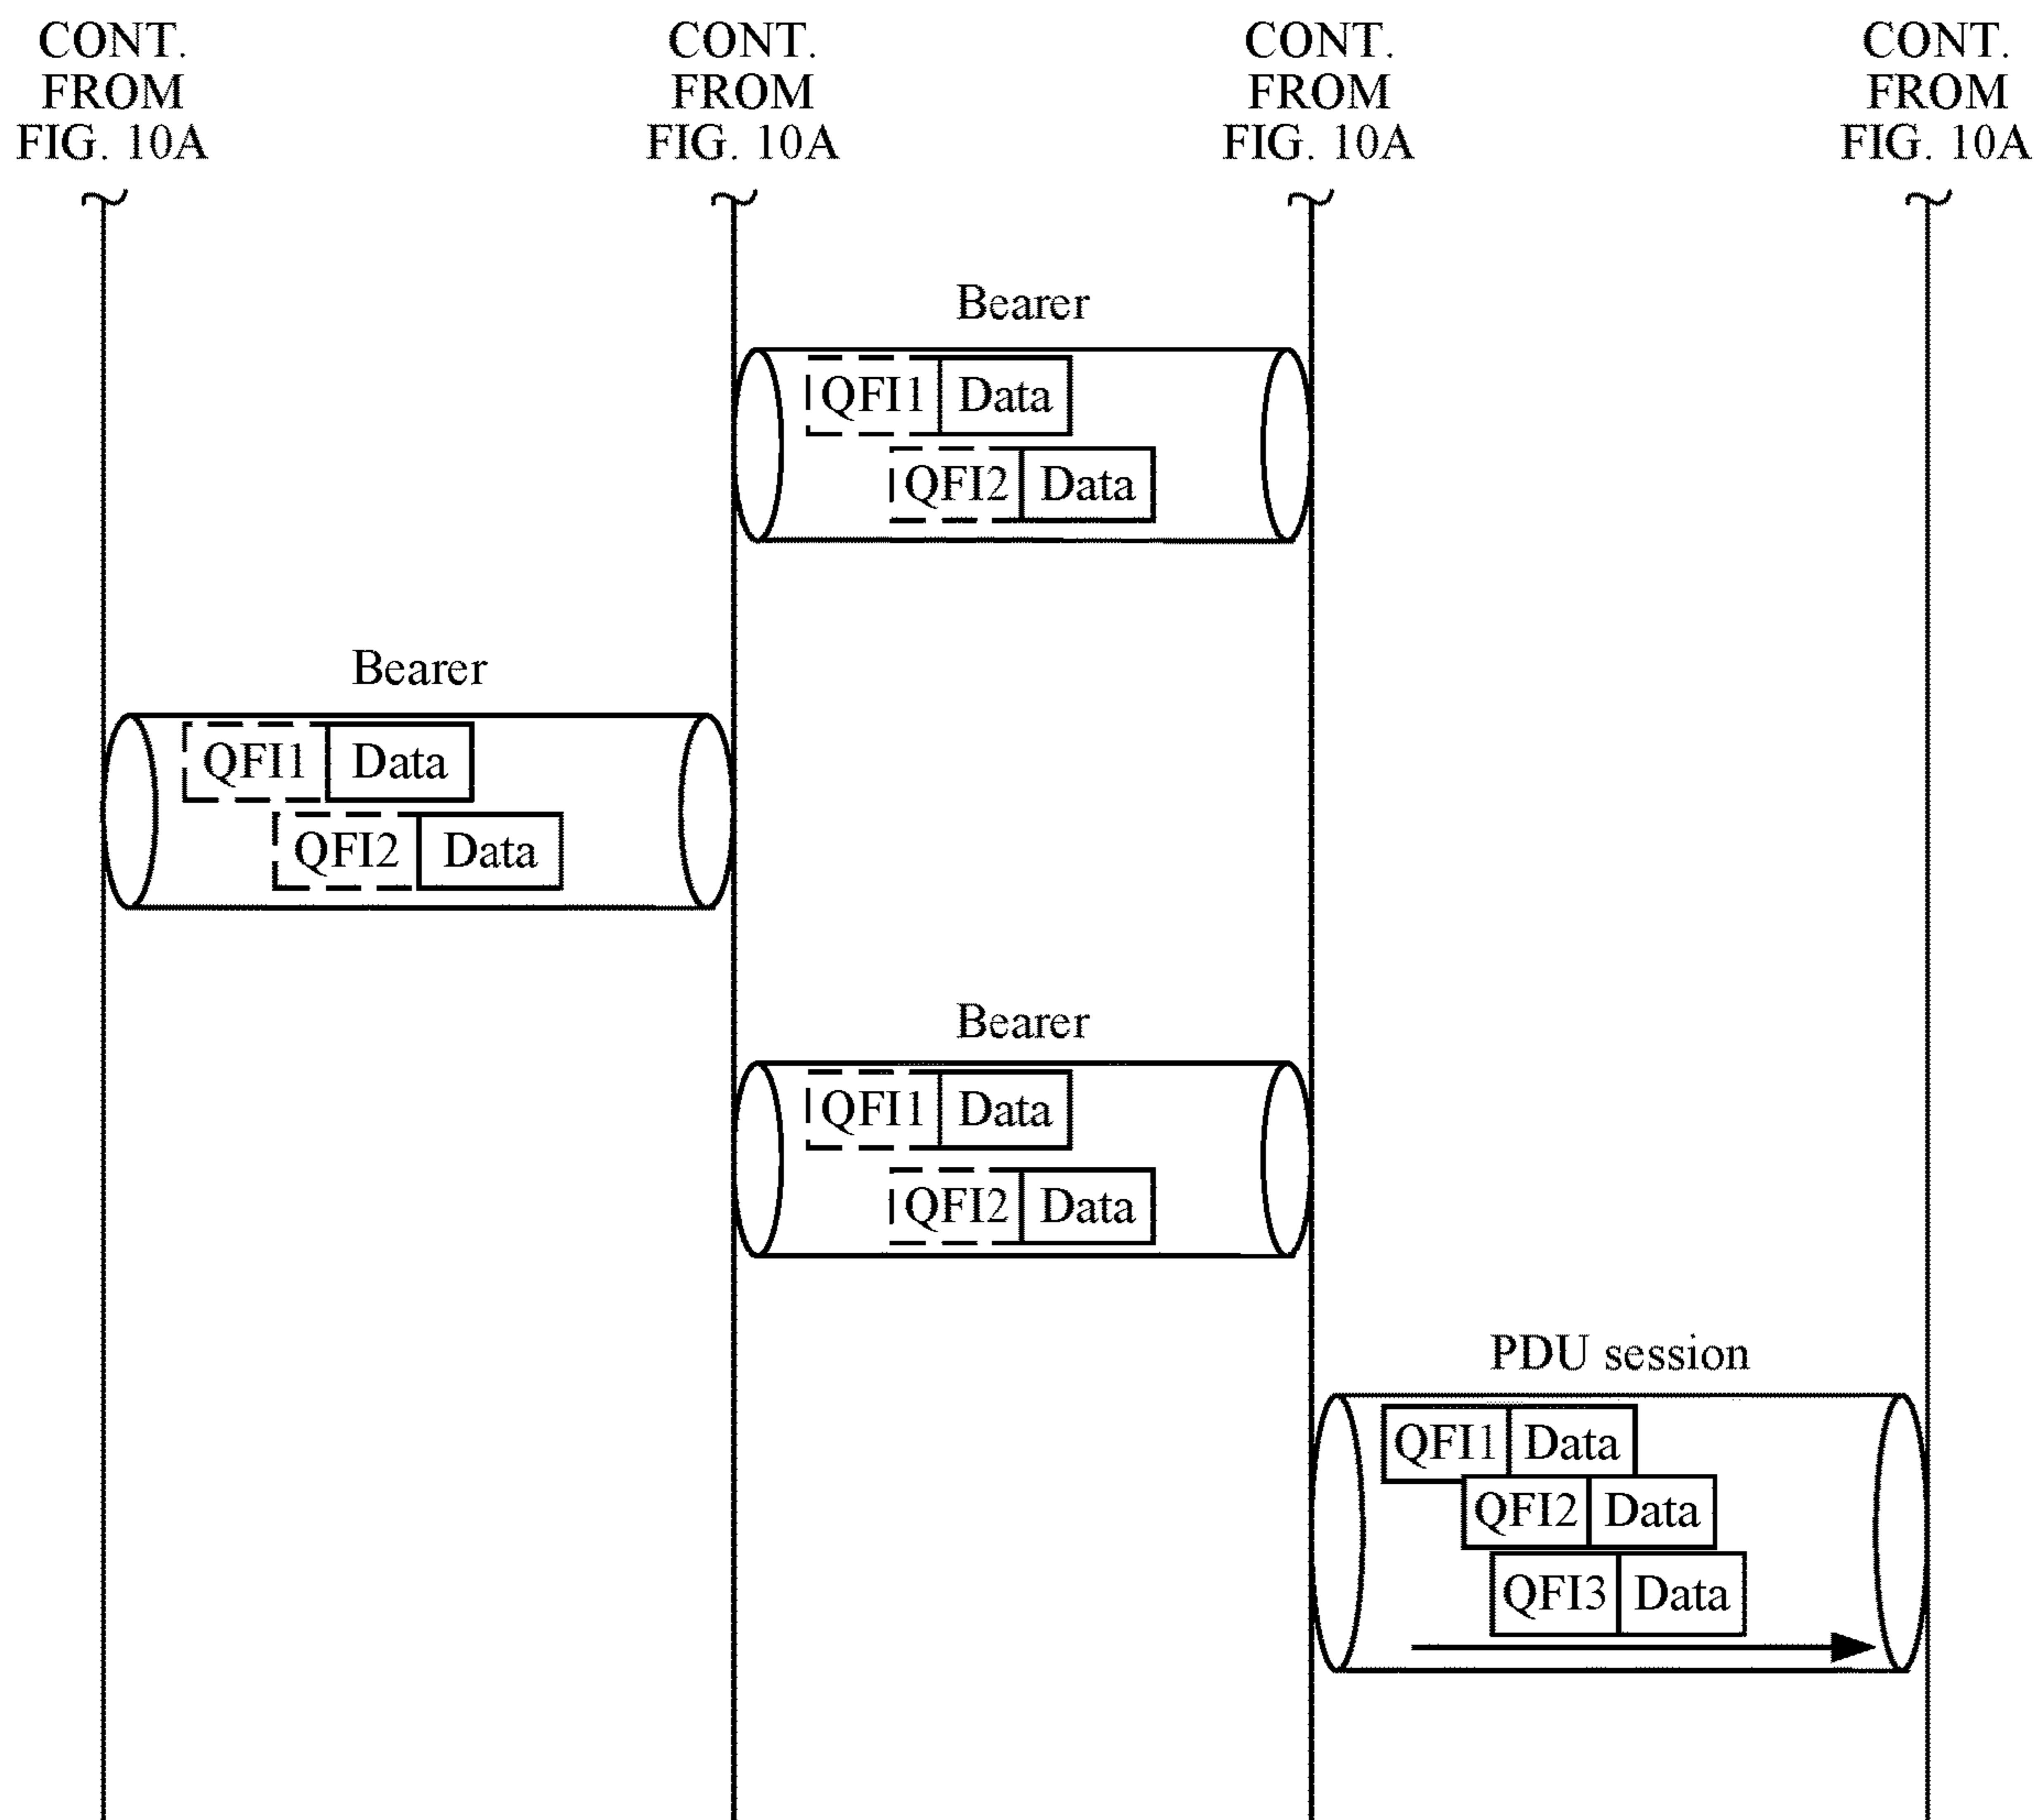 CONT.
FROM
FIG. 10A
CONT.
FROM
FIG. 10A
CONT.
FROM
FIG. 10A
CONT.
FROM
FIG. 10A
Bearer
QFI1 Data
QFI2 Data
Bearer
QFI1 Data
QFI2 Data
Bearer
QFI1 Data
QFI2 Data
PDU session
QFI1 Data
QFI2 Data
QFI3 Data